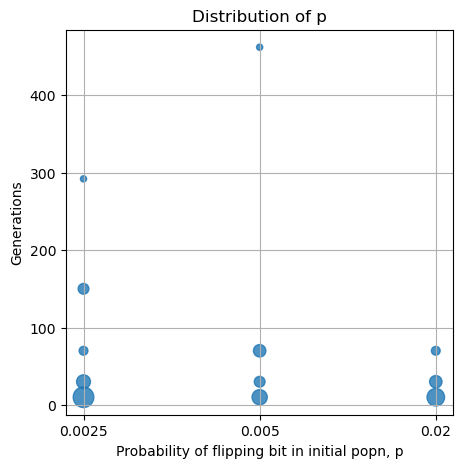 Distribution of p
Generations
400
300
200
100
0
0.0025 0.005 0.02
Probability of flipping bit in initial popn, p